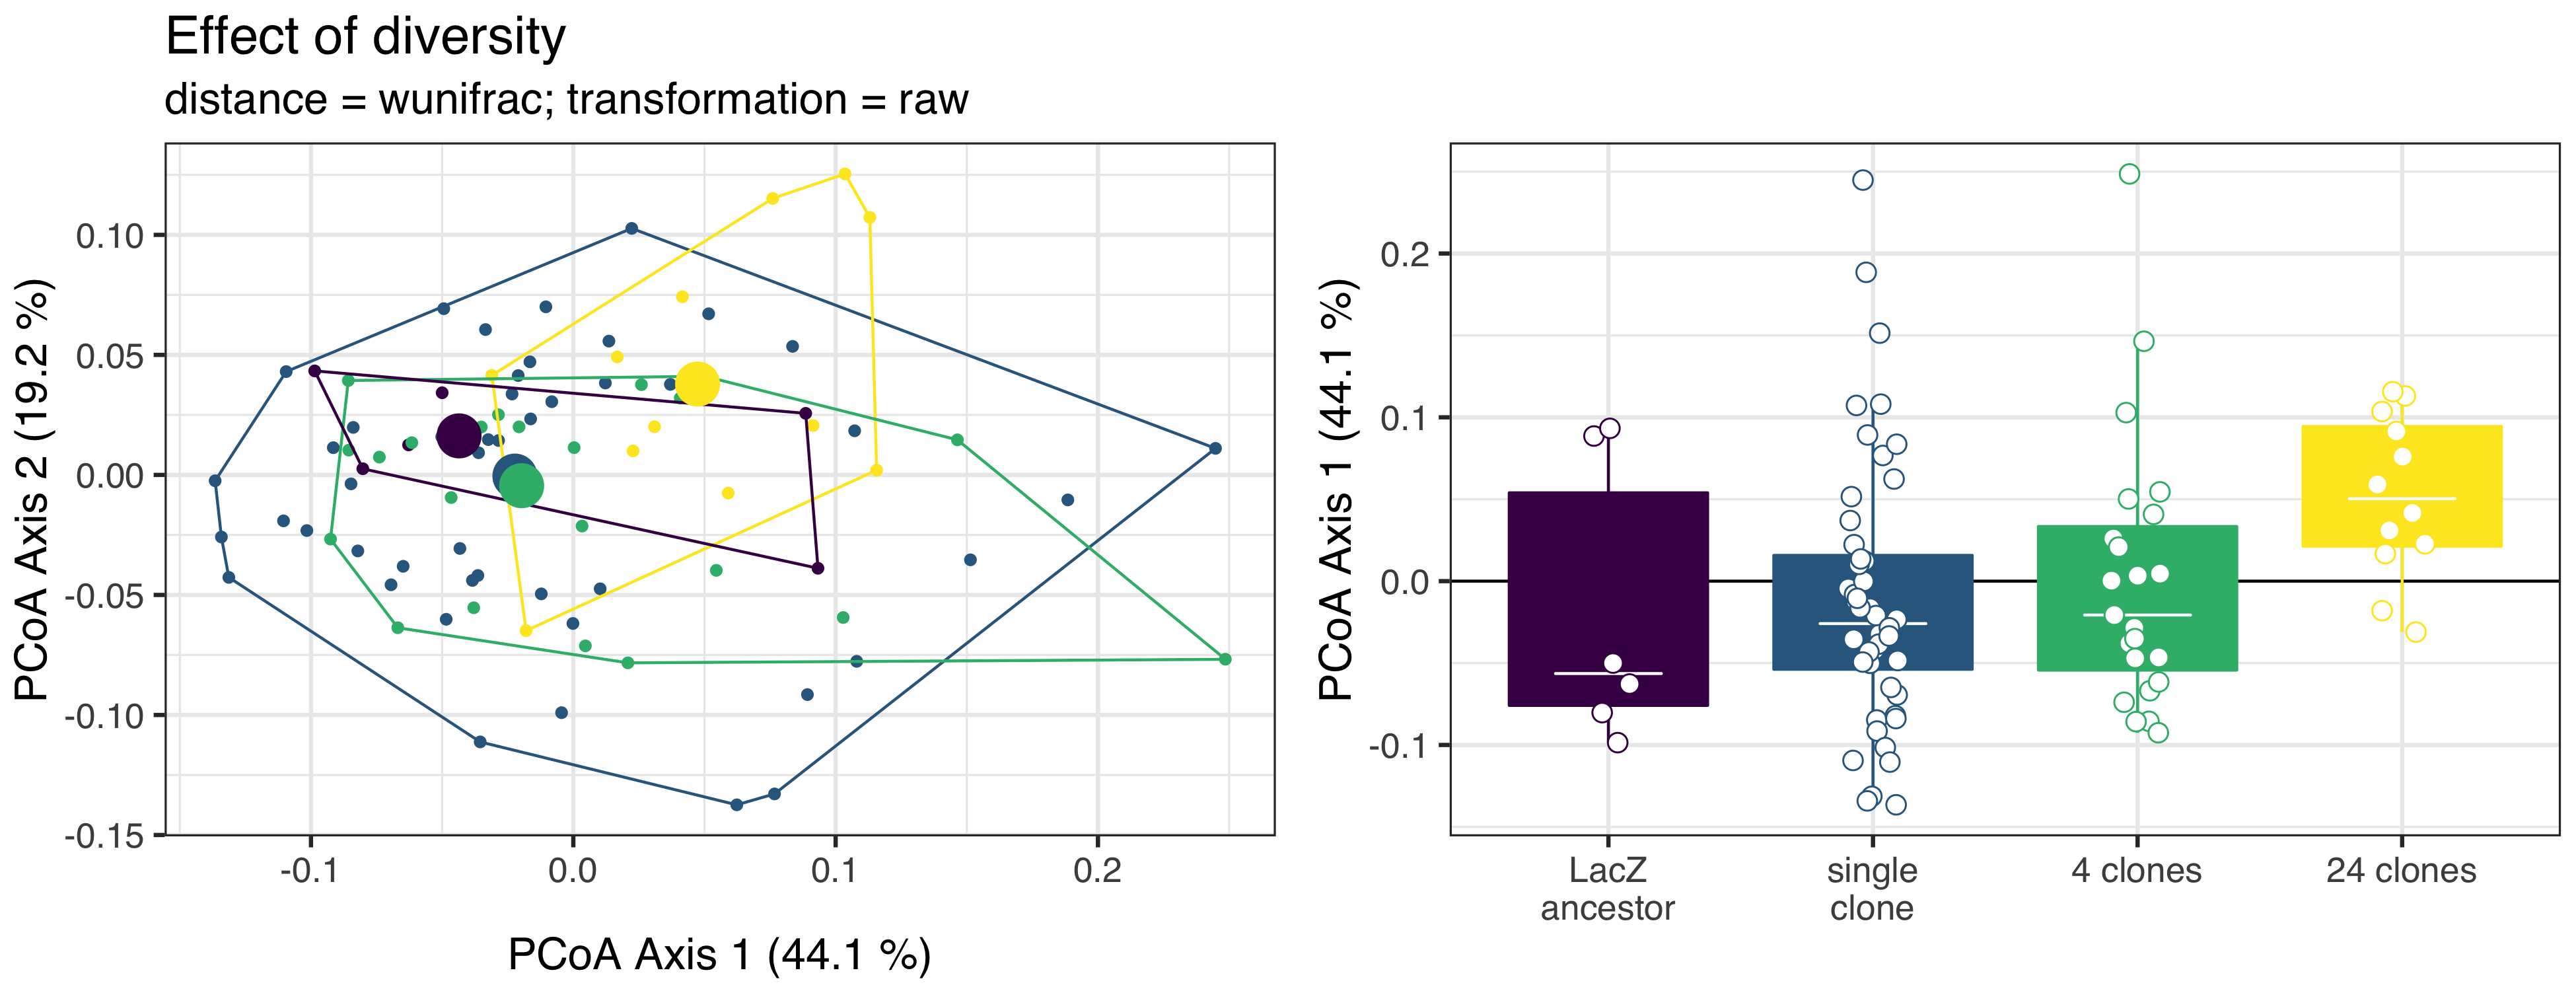 Effect of diversity
distance = wunifrac; transformation = raw
PCoA Axis 2 (19.2 %)
0.10
0.05
0.00
-0.05
-0.10
-0.15
-0.1
0.0
0.1
0.2
PCoA Axis 1 (44.1 %)
PCoA Axis 1 (44.1 %)
0.2
0.1
0.0
-0.1
LacZ
ancestor
single
clone
4 clones
24 clones